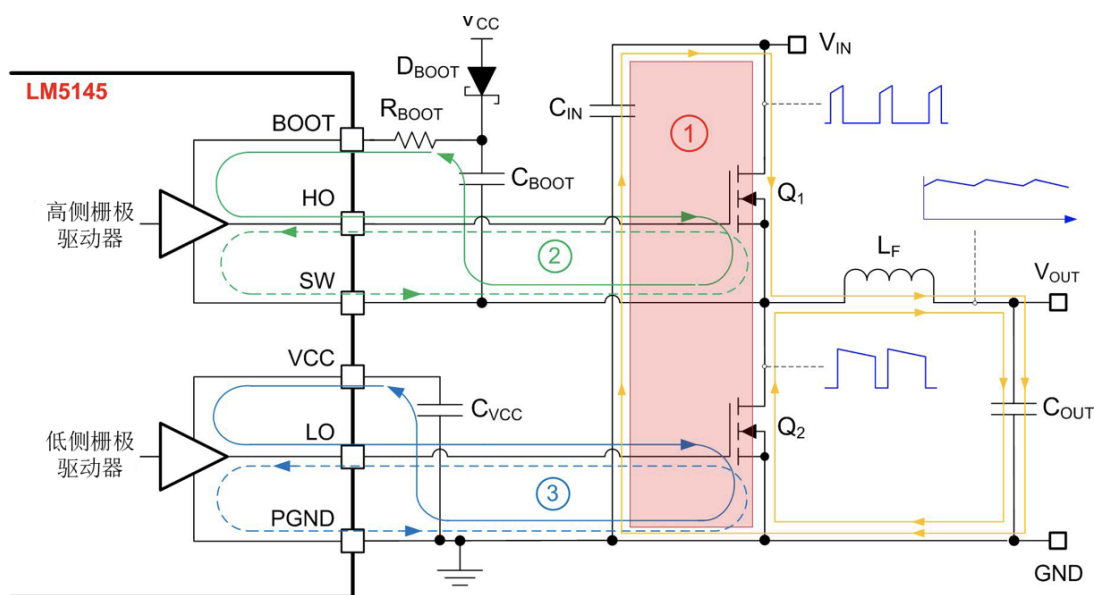 VCC
VIN
DBOOT
LM5145
RBOOT
CIN
BOOT
1
CBOOT
HO
Q1
高侧栅极
驱动器
2
LF
SW
VOUT
VCC
CVCC
COUT
LO
Q2
低侧栅极
驱动器
3
PGND
GND